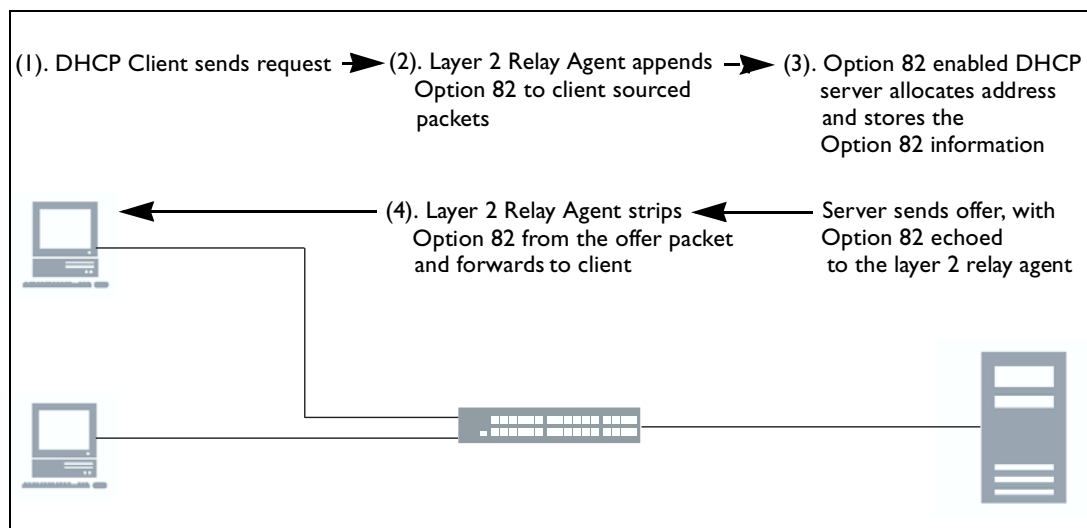 (1). DHCP Client sends request
(2). Layer 2 Relay Agent appends
Option 82 to client sourced
packets
(3). Option 82 enabled DHCP
server allocates address
and stores the
Option 82 information
(4). Layer 2 Relay Agent strips
Option 82 from the offer packet
and forwards to client
Server sends offer, with
Option 82 echoed
to the layer 2 relay agent